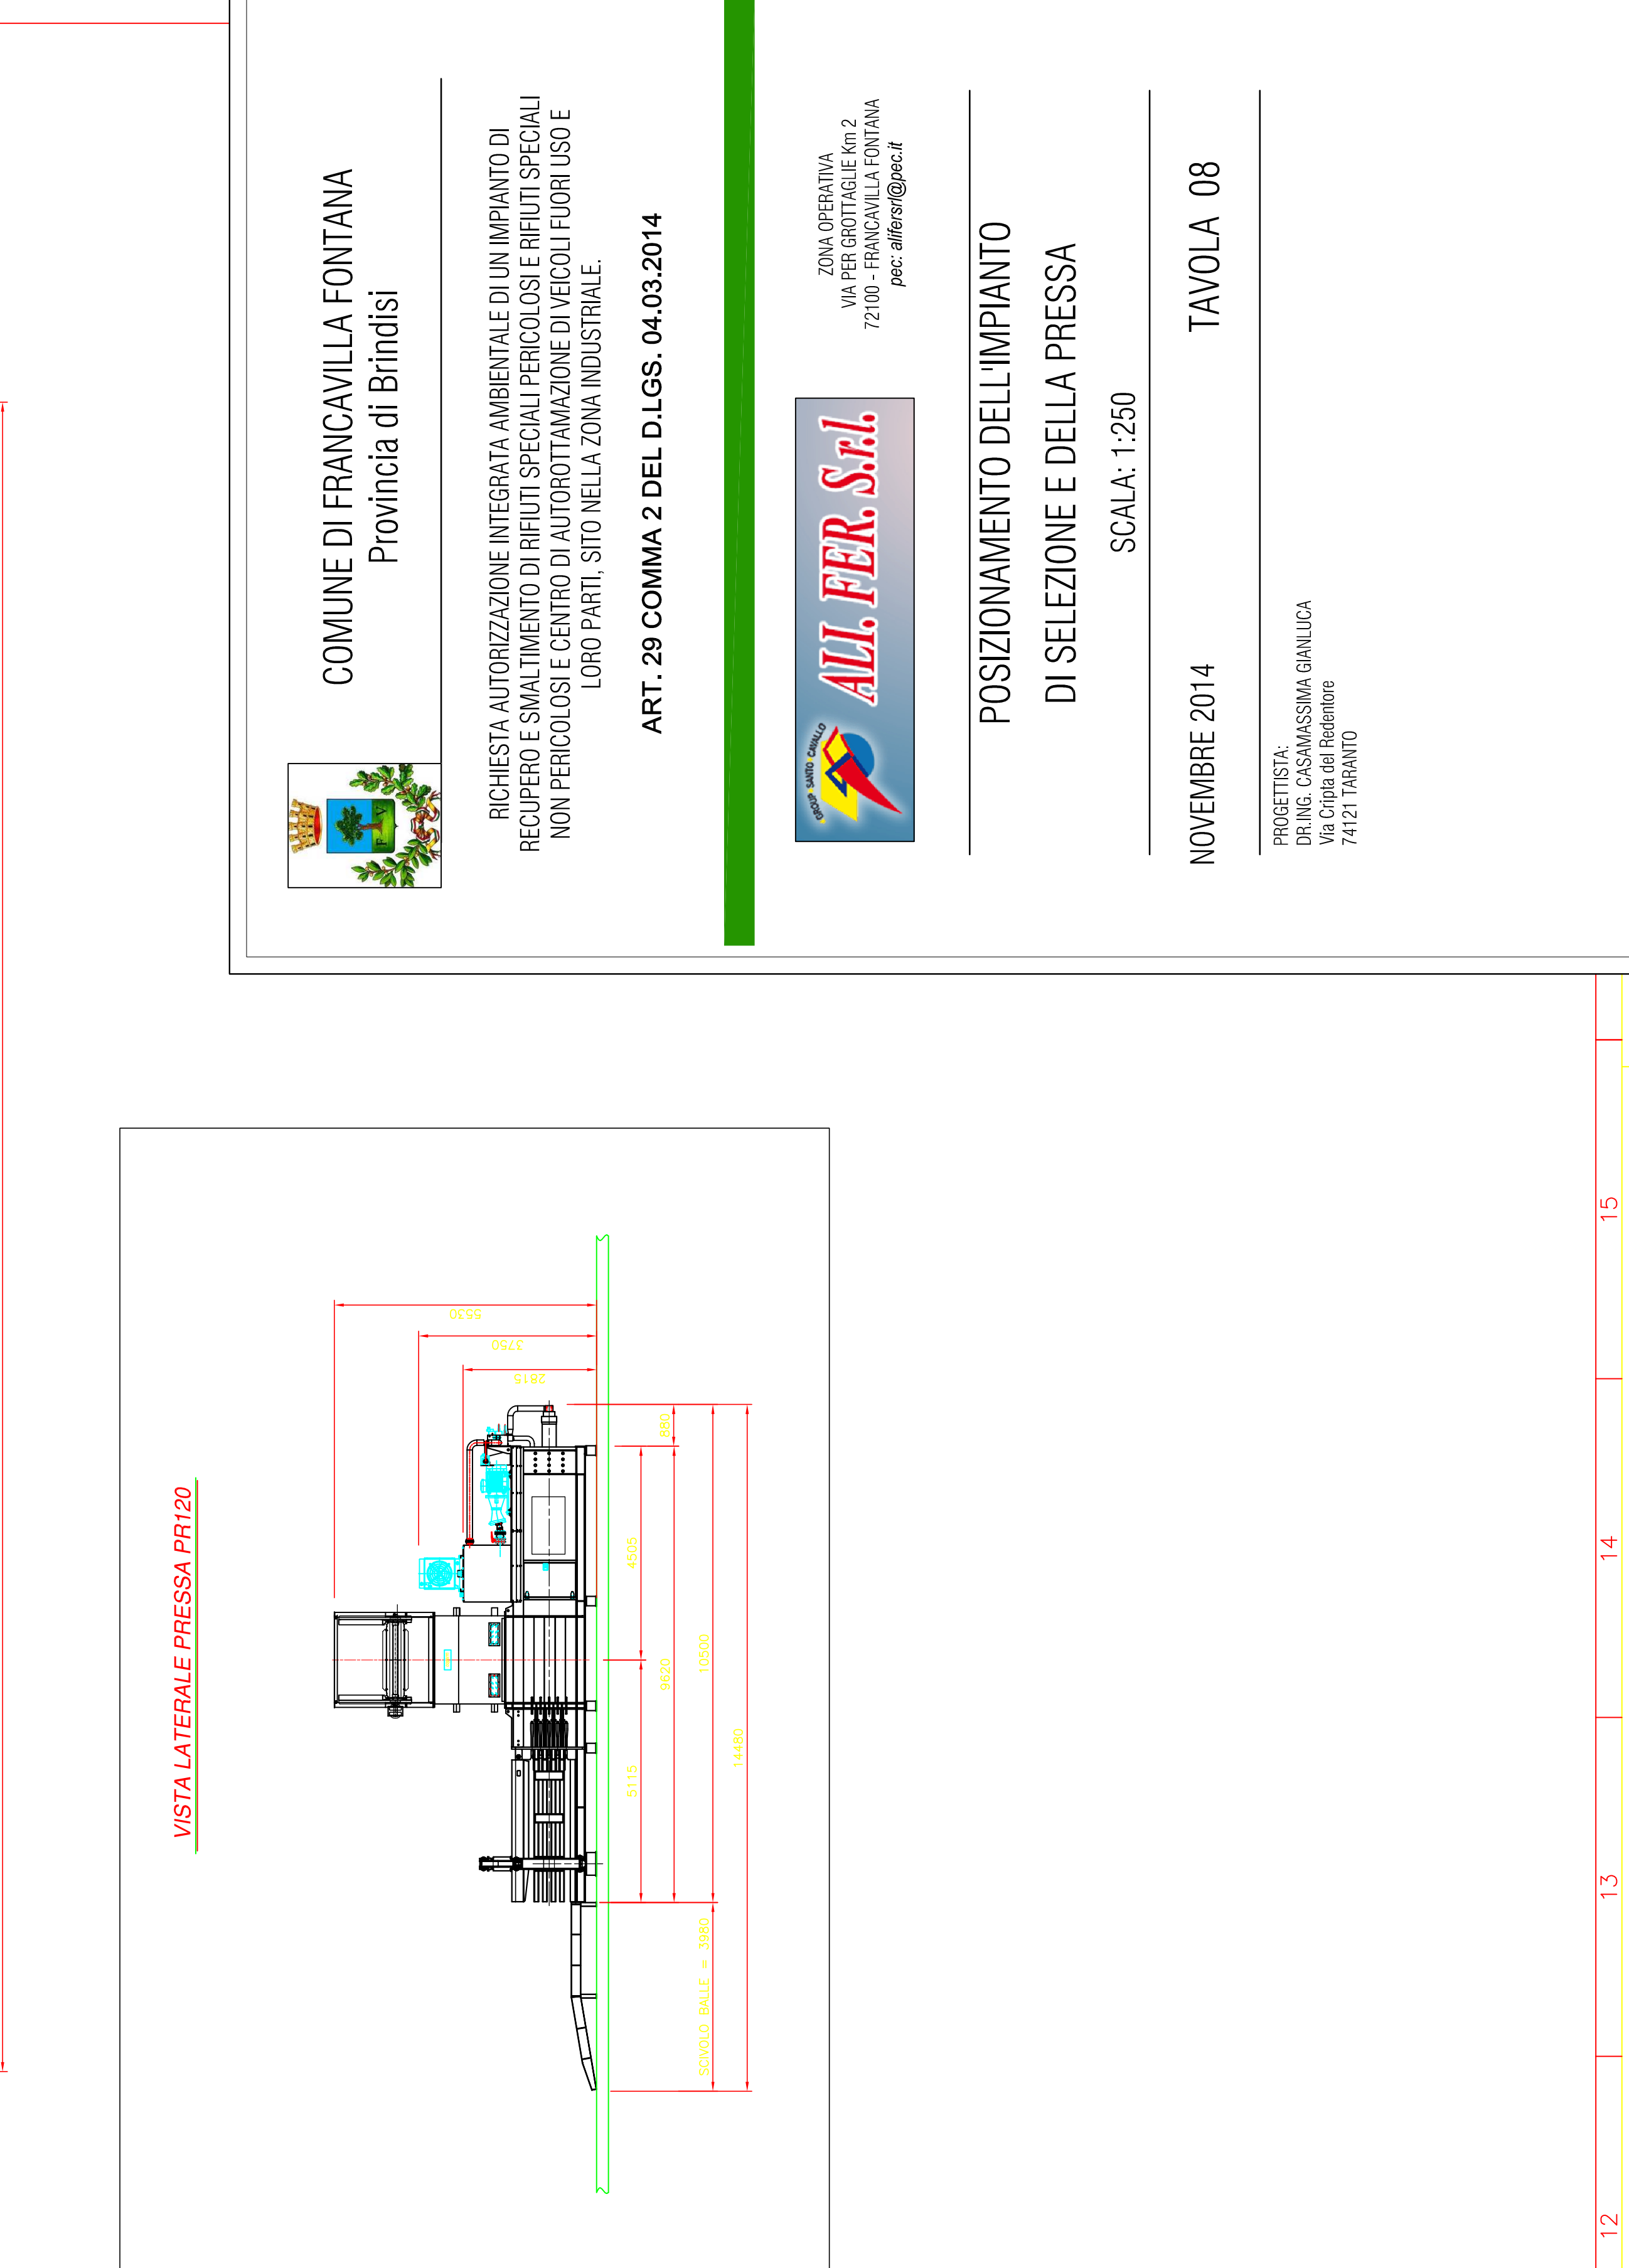 COMUNE DI FRANCAVILLA FONTANA
Provincia di Brindisi
RICHIESTA AUTORIZZAZIONE INTEGRATA AMBIENTALE DI UN IMPIANTO DI
RECUPERO E SMALTIMENTO DI RIFIUTI SPECIALI PERICOLOSI E RIFIUTI SPECIALI
NON PERICOLOSI E CENTRO DI AUTOROTTAMAZIONE DI VEICOLI FUORI USO E
LORO PARTI, SITO NELLA ZONA INDUSTRIALE.
ART. 29 COMMA 2 DEL D.LGS. 04.03.2014
GROUP SANTO CAVALLO
ALI. FER. S.r.l.
ZONA OPERATIVA
VIA PER GROTTAGLIE Km 2
72100 - FRANCAVILLA FONTANA
pec: alifersrl@pec.it
POSIZIONAMENTO DELL'IMPIANTO
DI SELEZIONE E DELLA PRESSA
SCALA: 1:250
NOVEMBRE 2014
TAVOLA 08
PROGETTISTA:
DR.ING. CASAMASSIMA GIANLUCA
Via Cripta del Redentore
74121 TARANTO
F V
VISTA LATERALE PRESSA PR120
5530
3750
2815
880
4505
5115
9620
10500
SCIVOLO BALLE = 3980
14480
12
13
14
15